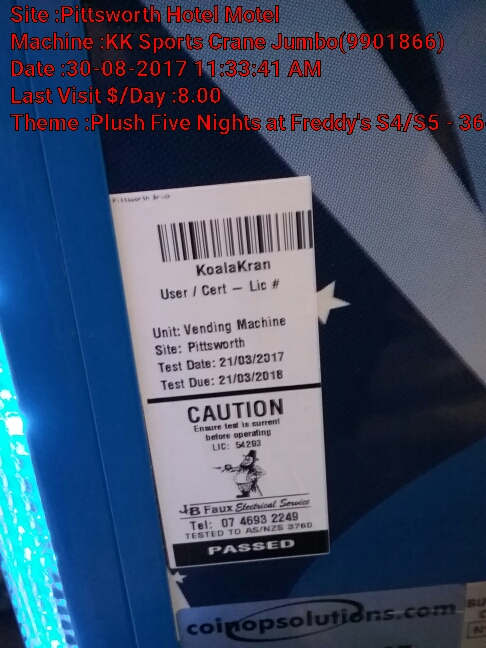 Site :Pittsworth Hotel Motel
Machine :KK Sports Crane Jumbo(9901866)
Date :30-08-2017 11:33:41 AM
Last Visit $/Day :8.00
Theme :Plush Five Nights at Freddy's S4/S5 - 36
Pittsworth
KoalaKran
User / Cert - Lic #
Unit: Vending Machine
Site: Pittsworth
Test Date: 21/03/2017
Test Due: 21/03/2018
CAUTION
Ensure test is current
before operating
LIC: 54293
JB Faux Electrical Service
Tel: 07 4693 2249
TESTED TO AS/NZS 3760
PASSED
coinopsolutions.com
SU